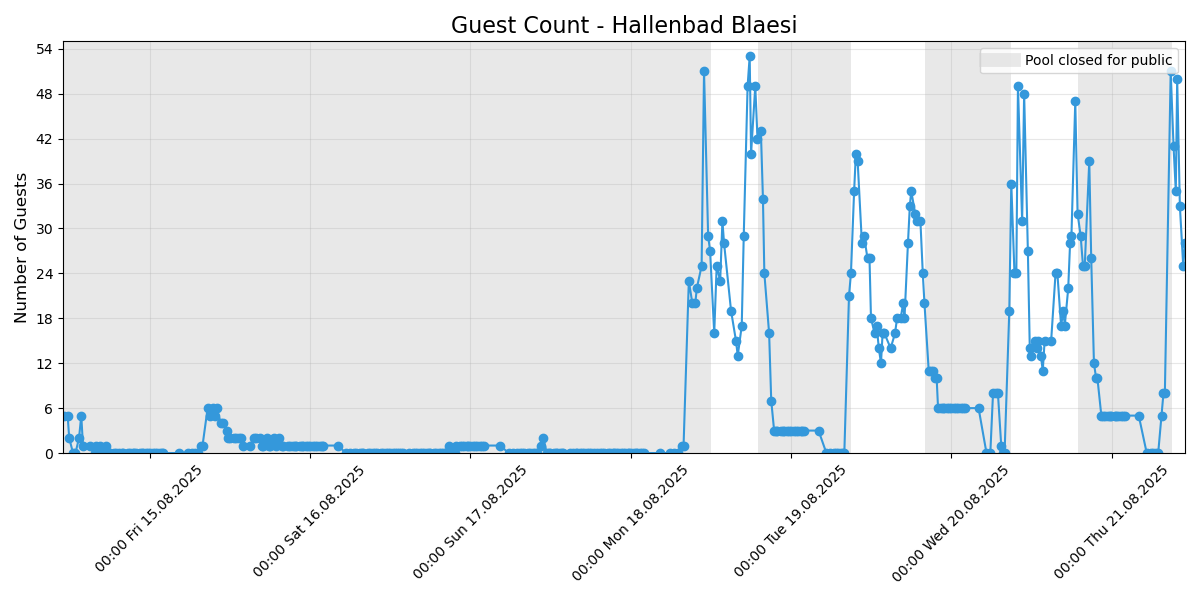 Guest Count - Hallenbad Blaesi
Pool closed for public
Number of Guests
54
48
42
36
30
24
18
12
6
0
00:00 Fri 15.08.2025
00:00 Sat 16.08.2025
00:00 Sun 17.08.2025
00:00 Mon 18.08.2025
00:00 Tue 19.08.2025
00:00 Wed 20.08.2025
00:00 Thu 21.08.2025